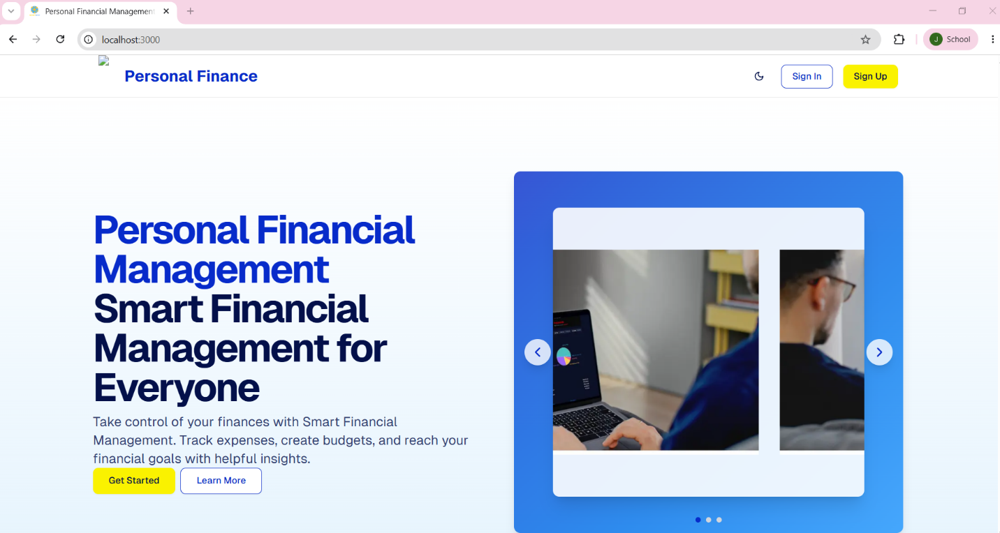 Personal Financial Management
localhost:3000
J School
Personal Finance
Sign In
Sign Up
Personal Financial
Management
Smart Financial
Management for
Everyone
Take control of your finances with Smart Financial
Management. Track expenses, create budgets, and reach your
financial goals with helpful insights.
Get Started
Learn More